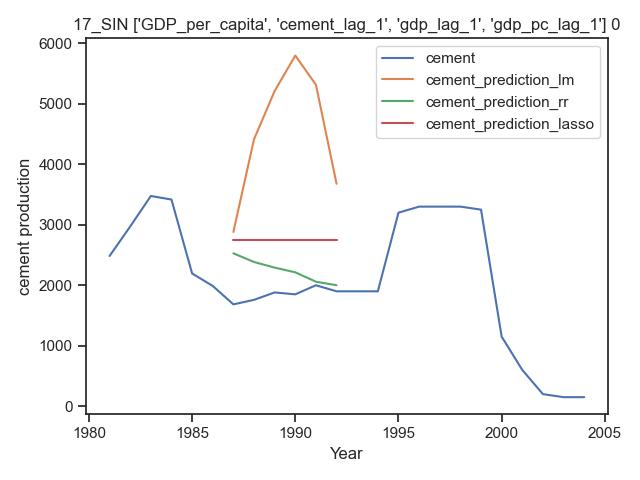 17_SIN ['GDP_per_capita', 'cement_lag_1', 'gdp_lag_1', 'gdp_pc_lag_1'] 0
cement
cement_prediction_lm
cement_prediction_rr
cement_prediction_lasso
6000
5000
4000
3000
2000
1000
0
cement production
1980
1985
1990
1995
2000
2005
Year